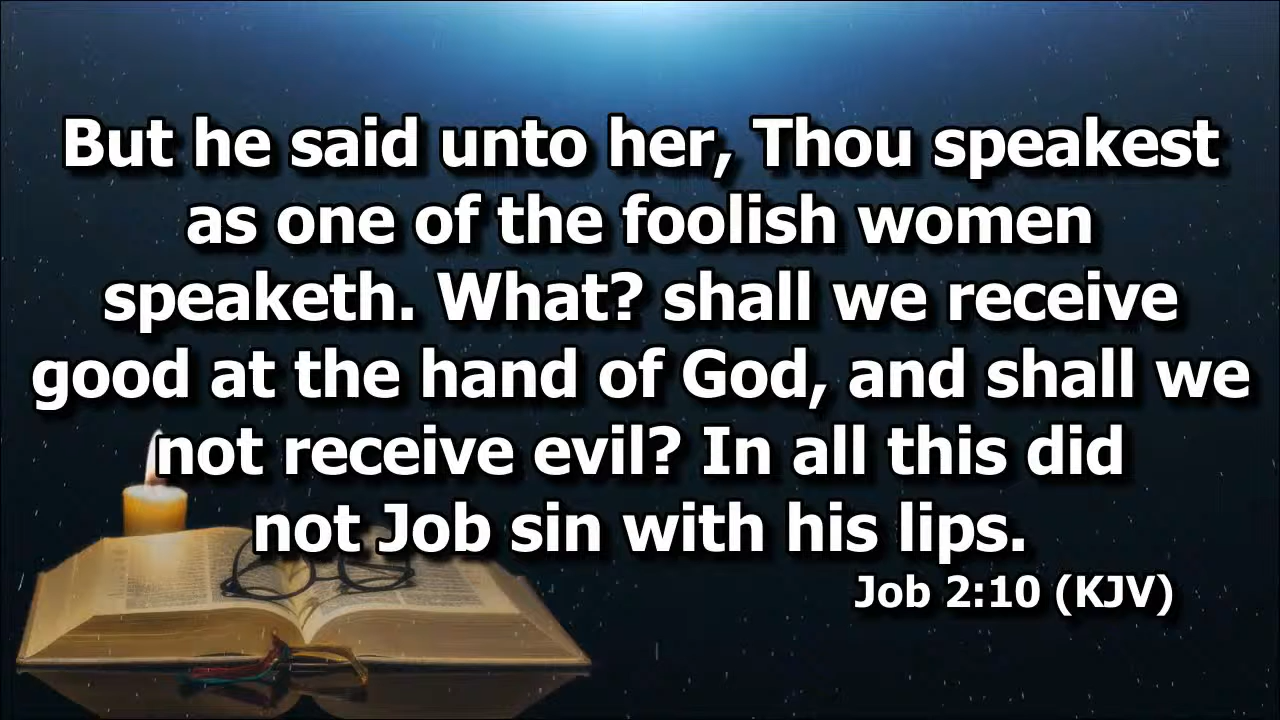 But he said unto her, Thou speakest
as one of the foolish women
speaketh. What? shall we receive
good at the hand of God, and shall we
not receive evil? In all this did
not Job sin with his lips.
Job 2:10 (KJV)